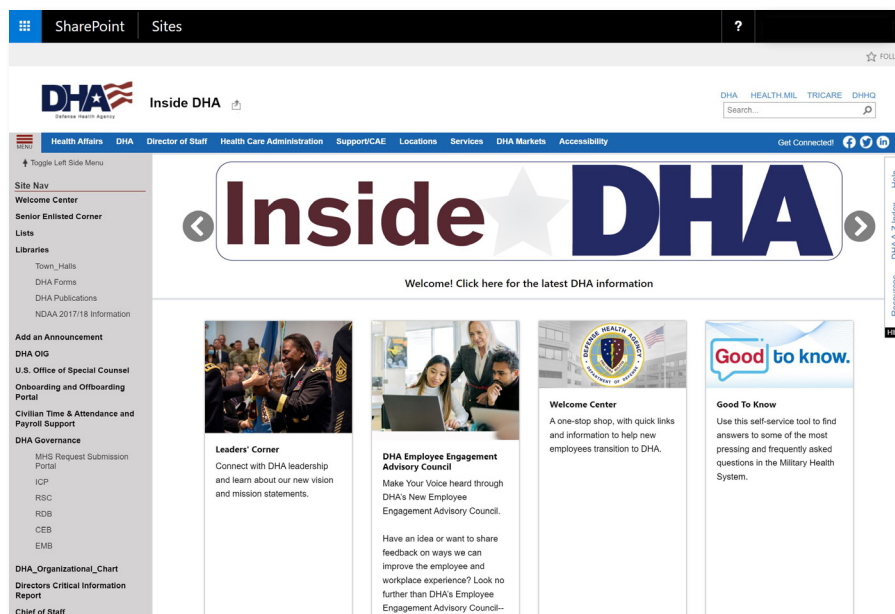 SharePoint Sites ?
FOLL
DHA
Defense Health Agency
Inside DHA
DHA HEALTH.MIL TRICARE DHHQ
Search...
MENU Health Affairs DHA Director of Staff Health Care Administration Support/CAE Locations Services DHA Markets Accessibility Get Connected!
Toggle Left Side Menu
Site Nav
Welcome Center
Senior Enlisted Corner
Lists
Libraries
Town_Halls
DHA Forms
DHA Publications
NDAA 2017/18 Information
Add an Announcement
DHA OIG
U.S. Office of Special Counsel
Onboarding and Offboarding
Portal
Civilian Time & Attendance and
Payroll Support
DHA Governance
MHS Request Submission
Portal
ICP
RSC
RDB
CEB
EMB
DHA_Organizational_Chart
Directors Critical Information
Report
Chief of Staff
Inside DHA
Welcome! Click here for the latest DHA information
Help
DHA A-Z Index
Resources
HI
Leaders' Corner
Connect with DHA leadership
and learn about our new vision
and mission statements.
DHA Employee Engagement
Advisory Council
Make Your Voice heard through
DHA's New Employee
Engagement Advisory Council.
Have an idea or want to share
feedback on ways we can
improve the employee and
workplace experience? Look no
further than DHA's Employee
Engagement Advisory Council--
DEFENSE HEALTH AGENCY
DEPARTMENT OF DEFENSE
Welcome Center
A one-stop shop, with quick links
and information to help new
employees transition to DHA.
Good to know.
Good To Know
Use this self-service tool to find
answers to some of the most
pressing and frequently asked
questions in the Military Health
System.